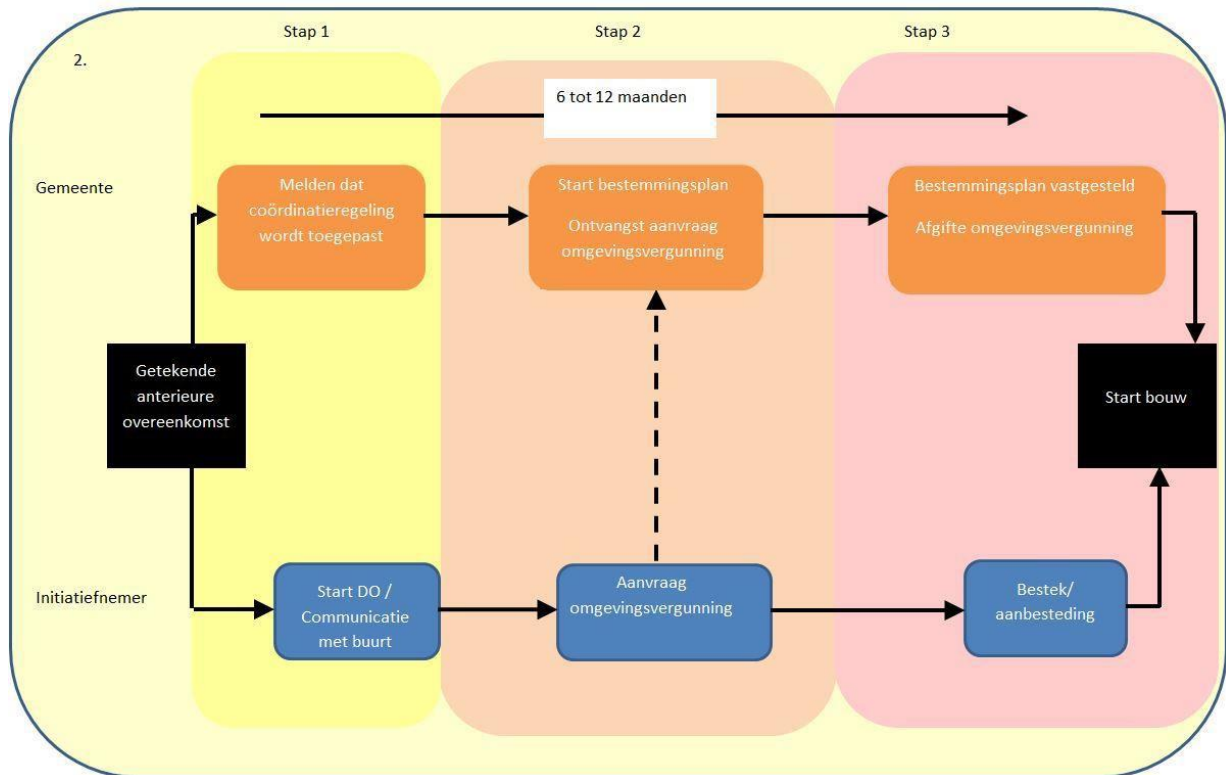 Stap 1
Stap 2
Stap 3
2.
6 tot 12 maanden
Gemeente
Melden dat
coördinatieregeling
wordt toegepast
Start bestemmingsplan
Ontvangst aanvraag
omgevingsvergunning
Bestemmingsplan vastgesteld
Afgifte omgevingsvergunning
Getekende
anterieure
overeenkomst
Start bouw
Initiatiefnemer
Start DO /
Communicatie
met buurt
Aanvraag
omgevingsvergunning
Bestek/
aanbesteding